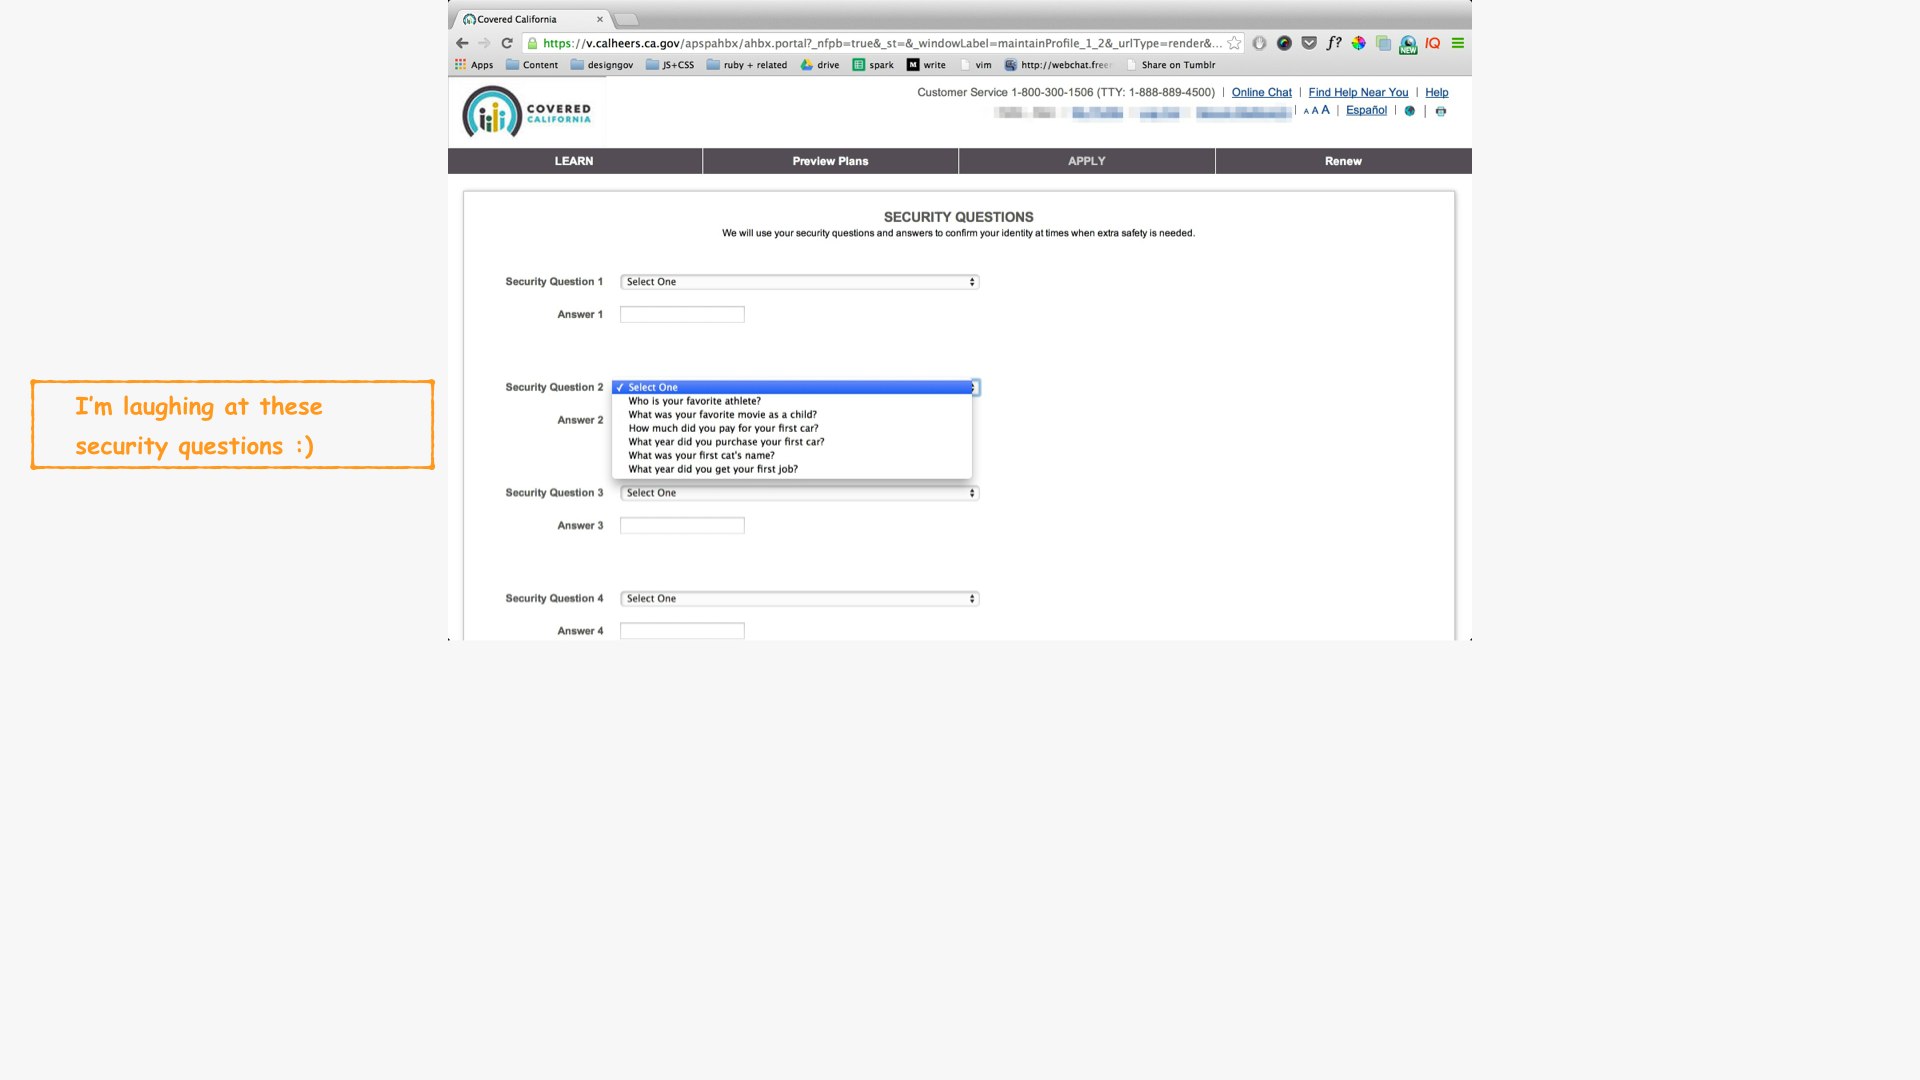 Covered California
https://v.calheers.ca.gov/apspahbx/ahbx.portal?_nfpb=true&_st=&_windowLabel=maintainProfile_1_2&_urlType=render&...
f?
NEW
IQ
Apps Content designgov JS+CSS ruby + related drive spark M write vim http://webchat.free Share on Tumblr
COVERED
CALIFORNIA
Customer Service 1-800-300-1506 (TTY: 1-888-889-4500) | Online Chat | Find Help Near You | Help
A A A | Español
LEARN Preview Plans APPLY Renew
SECURITY QUESTIONS
We will use your security questions and answers to confirm your identity at times when extra safety is needed.
Security Question 1 Select One
Answer 1
I'm laughing at these
security questions :)
Security Question 2 ✓ Select One
Who is your favorite athlete?
What was your favorite movie as a child?
Answer 2
How much did you pay for your first car?
What year did you purchase your first car?
What was your first cat's name?
What year did you get your first job?
Security Question 3 Select One
Answer 3
Security Question 4 Select One
Answer 4